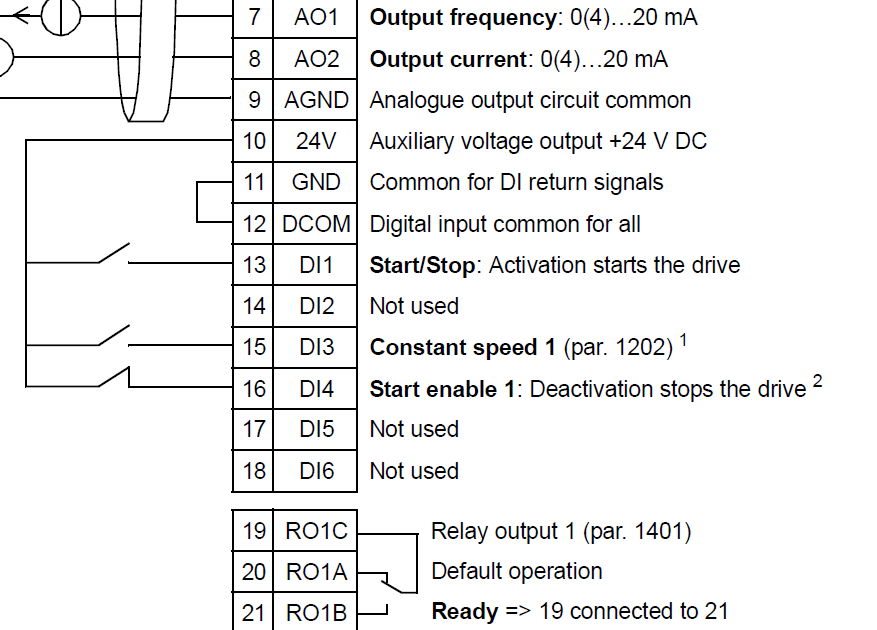 7 AO1 Output frequency: 0(4)…20 mA
8 AO2 Output current: 0(4)…20 mA
9 AGND Analogue output circuit common
10 24V Auxiliary voltage output +24 V DC
11 GND Common for DI return signals
12 DCOM Digital input common for all
13 DI1 Start/Stop: Activation starts the drive
14 DI2 Not used
15 DI3 Constant speed 1 (par. 1202) 1
16 DI4 Start enable 1: Deactivation stops the drive 2
17 DI5 Not used
18 DI6 Not used
19 RO1C Relay output 1 (par. 1401)
20 RO1A Default operation
21 RO1B Ready => 19 connected to 21